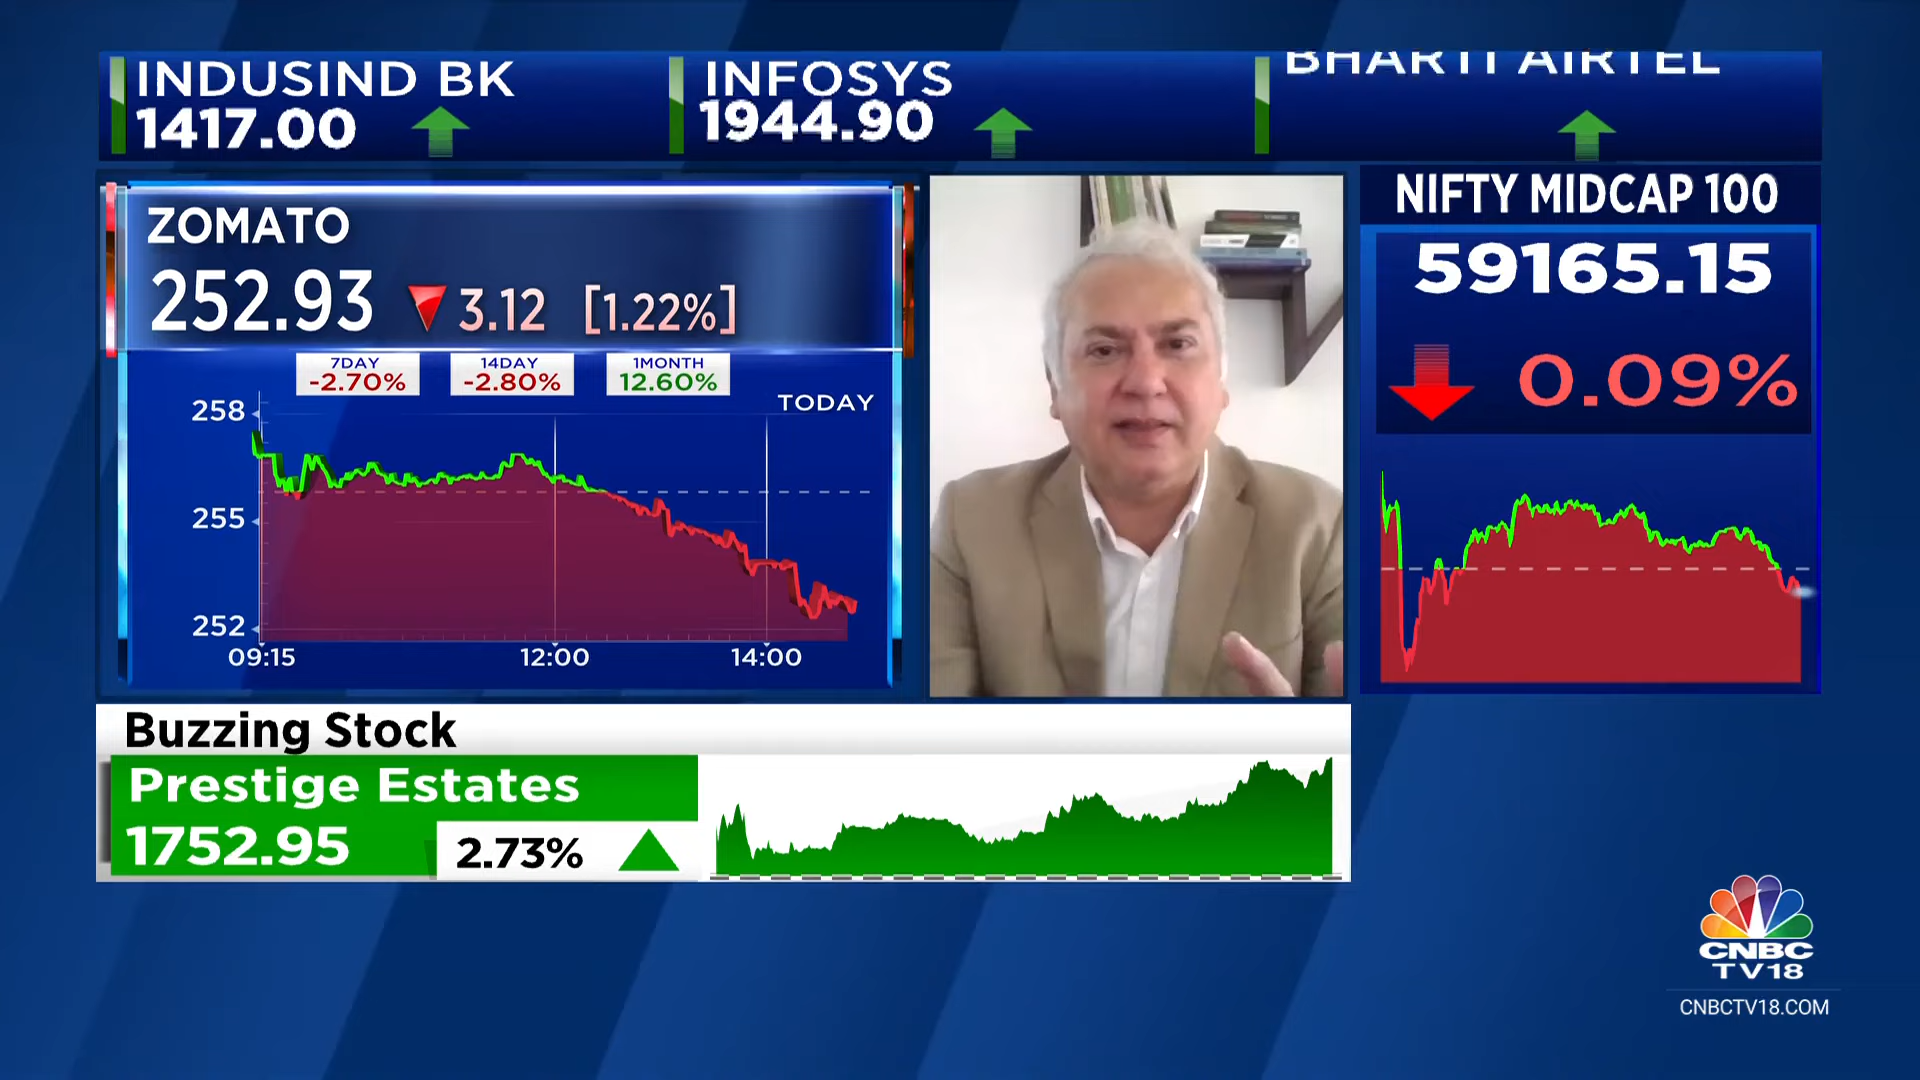 INDUSIND BK
1417.00
INFOSYS
1944.90
BHARTI AIRTEL
ZOMATO
252.93 3.12 [1.22%]
7DAY
-2.70%
14DAY
-2.80%
1MONTH
12.60%
TODAY
258
255
252
09:15 12:00 14:00
NIFTY MIDCAP 100
59165.15
0.09%
Buzzing Stock
Prestige Estates
1752.95
2.73%
CNBC
TV18
CNBCTV18.COM